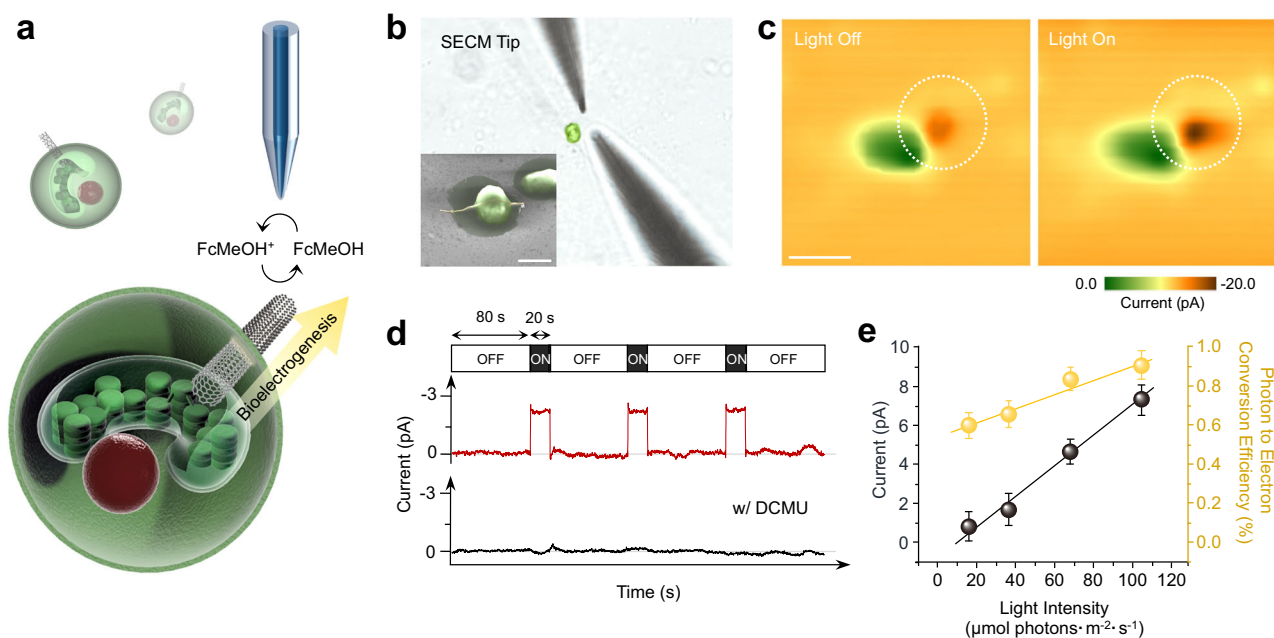 a
FcMeOH⁺
FcMeOH
Bioelectrogenesis
b
SECM Tip
c
Light Off
Light On
0.0
-20.0
Current (pA)
d
80 s
20 s
OFF
ON
OFF
ON
OFF
ON
OFF
-3
0
-3
0
Current (pA)
w/ DCMU
Time (s)
e
10
8
6
4
2
0
Current (pA)
1.0
0.8
0.6
0.4
0.2
0.0
Photon to Electron
Conversion Efficiency (%)
0
20
40
60
80
100
120
Light Intensity
(μmol photons·m⁻²·s⁻¹)